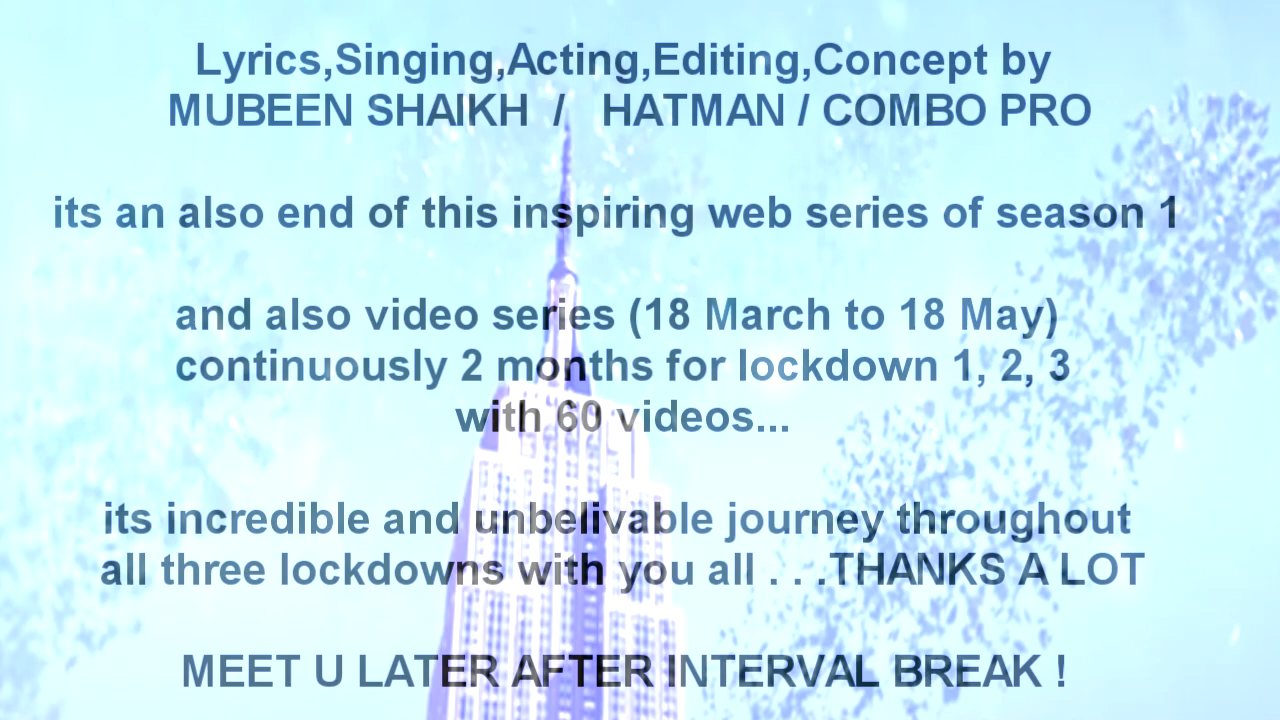 Lyrics,Singing,Acting,Editing,Concept by
MUBEEN SHAIKH / HATMAN / COMBO PRO
its an also end of this inspiring web series of season 1
and also video series (18 March to 18 May)
continuously 2 months for lockdown 1, 2, 3
with 60 videos...
its incredible and unbelivable journey throughout
all three lockdowns with you all . . .THANKS A LOT
MEET U LATER AFTER INTERVAL BREAK !